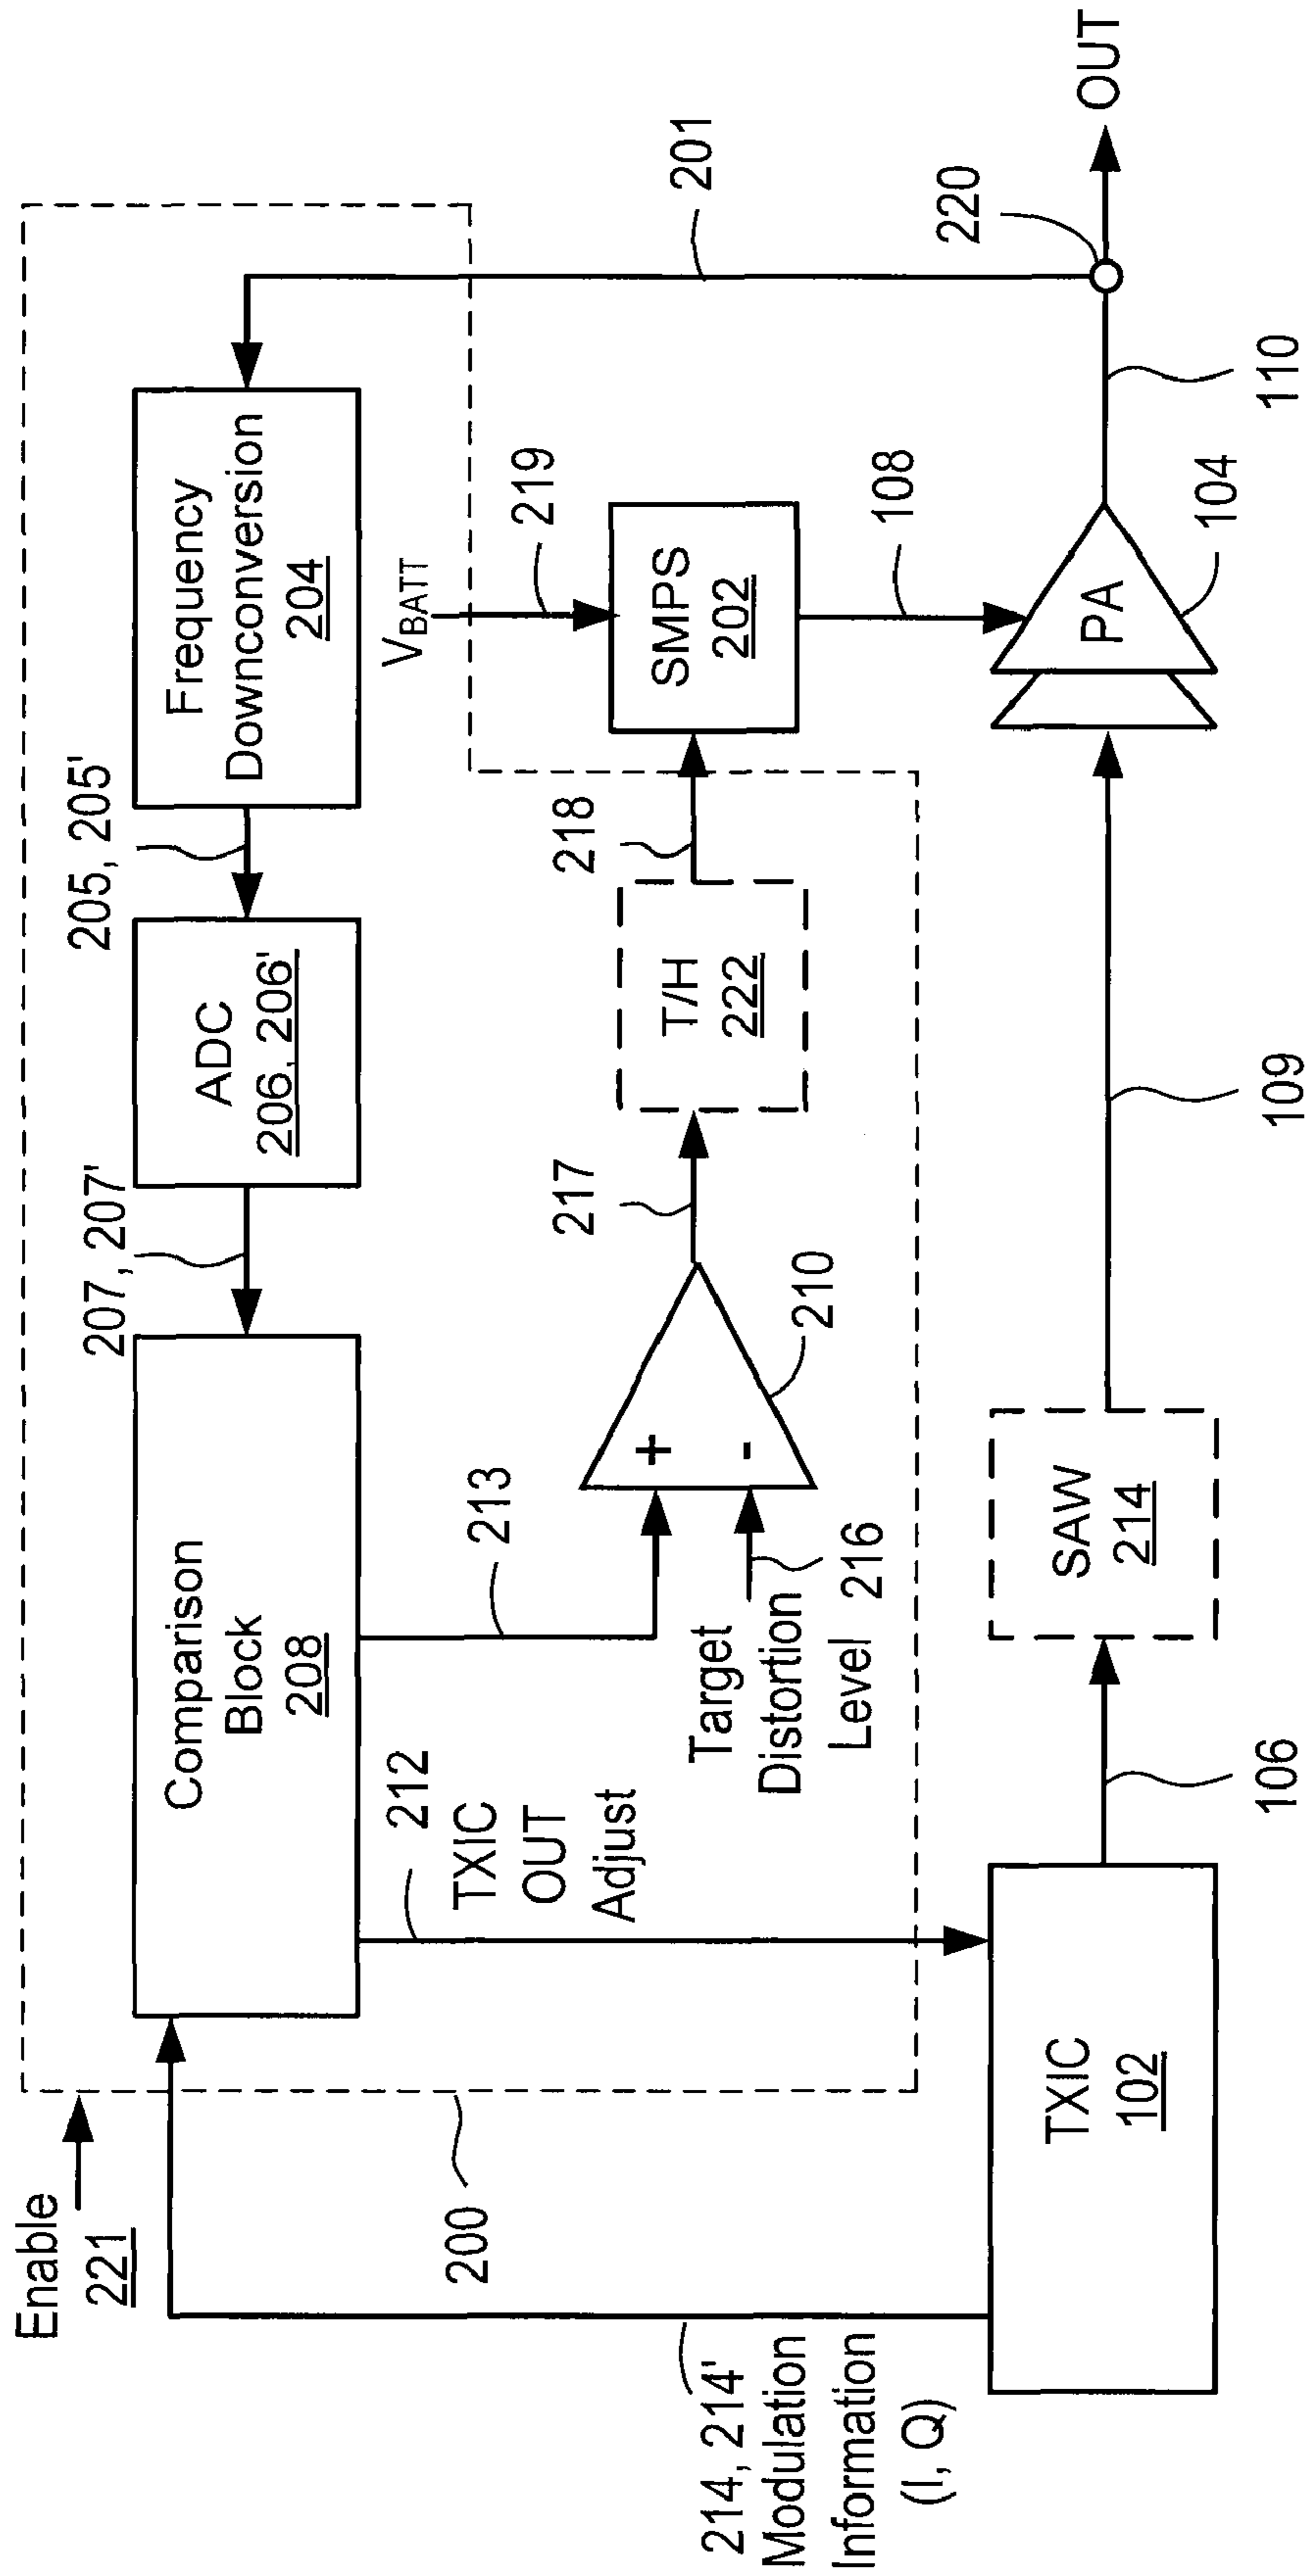 Enable
221
200
214, 214'
Modulation
Information
(I, Q)
Comparison
Block
208
207, 207'
ADC
206, 206'
205, 205'
Frequency
Downconversion
204
212
TXIC
OUT
Adjust
213
Target
Distortion
Level 216
+
-
210
217
T/H
222
218
VBATT
219
SMPS
202
201
108
TXIC
102
106
SAW
214
109
PA
104
110
220
OUT